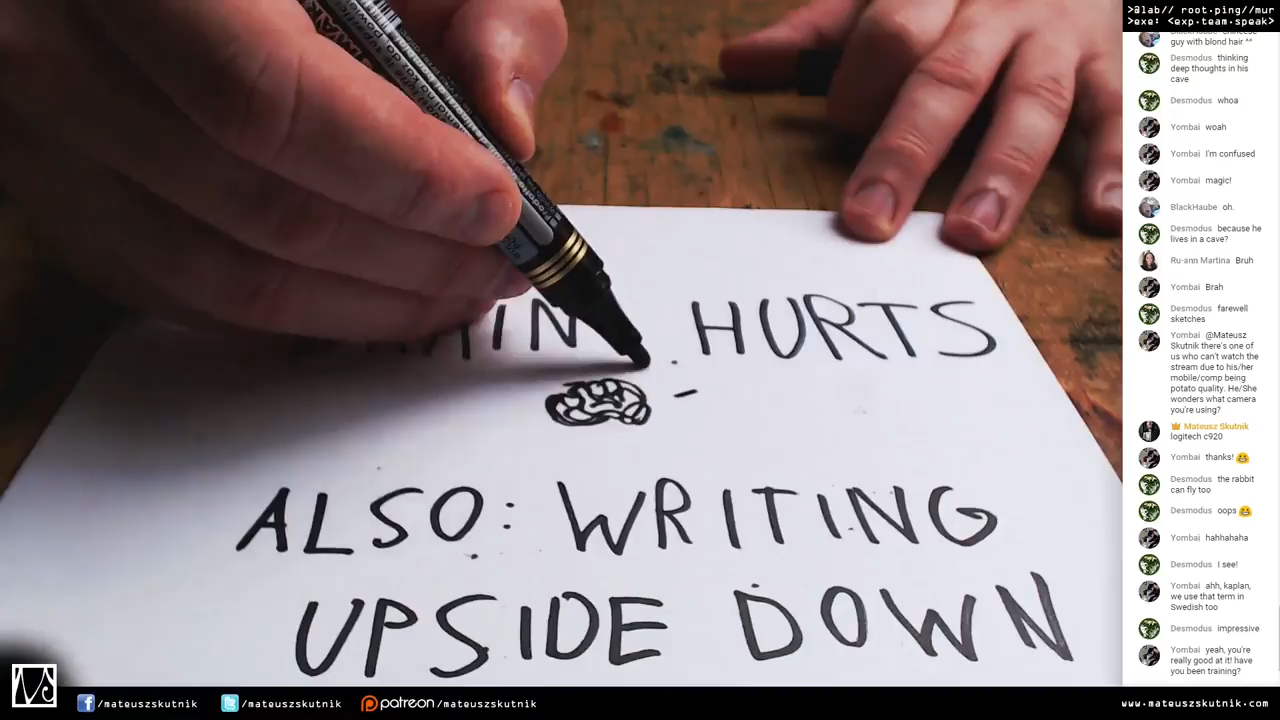 >@lab// root.ping//mur
>exe: <exp.team.speak>
guy with blond hair ^^
Desmodus thinking
deep thoughts in his
cave
Desmodus whoa
Yombai woah
Yombai I'm confused
Yombai magic!
BlackHaube oh.
Desmodus because he
lives in a cave?
Ru-ann Martina Bruh
Yombai Brah
Desmodus farewell
sketches
Yombai @Mateusz
Skutnik there's one of
us who can't watch the
stream due to his/her
mobile/comp being
potato quality. He/She
wonders what camera
you're using?
Mateusz Skutnik
logitech c920
Yombai thanks!
Desmodus the rabbit
can fly too
Desmodus oops
Yombai hahhahaha
Desmodus I see!
Yombai ahh, kaplan,
we use that term in
Swedish too
Desmodus impressive
Yombai yeah, you're
really good at it! have
you been training?
HURTS
ALSO: WRITING
UPSIDE DOWN
/mateuszskutnik
/mateuszskutnik
patreon/mateuszskutnik
www.mateuszskutnik.com